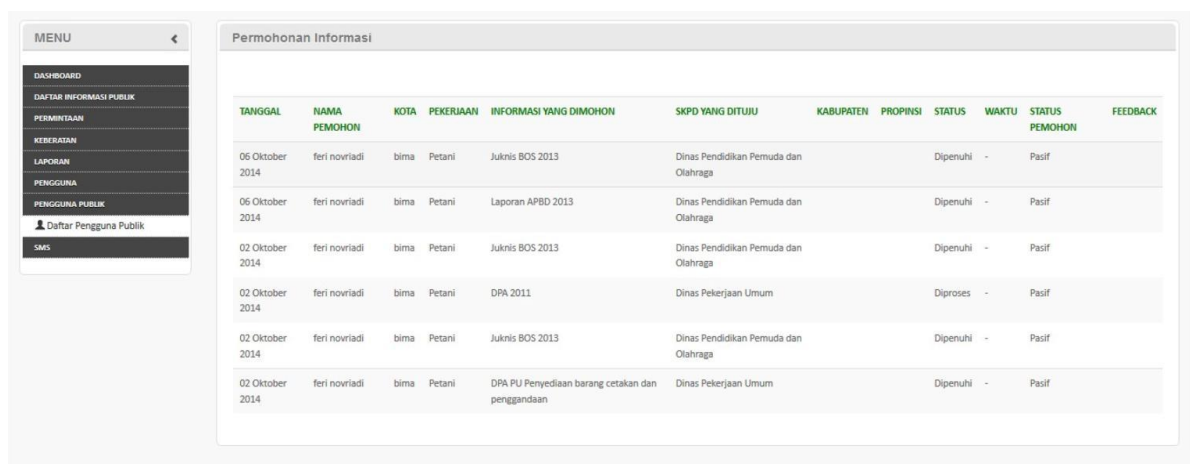 MENU
DASHBOARD
DAFTAR INFORMASI PUBLIK
PERMINTAAN
KEBERATAN
LAPORAN
PENGGUNA
PENGGUNA PUBLIK
Daftar Pengguna Publik
SMS
Permohonan Informasi
TANGGAL NAMA KOTA PEKERJAAN INFORMASI YANG DIMOHON SKPD YANG DITUJU KABUPATEN PROPINSI STATUS WAKTU STATUS FEEDBACK
PEMOHON PEMOHON
06 Oktober feri novriadi bima Petani Juknis BOS 2013 Dinas Pendidikan Pemuda dan Dipenuhi - Pasif
2014 Olahraga
06 Oktober feri novriadi bima Petani Laporan APBD 2013 Dinas Pendidikan Pemuda dan Dipenuhi - Pasif
2014 Olahraga
02 Oktober feri novriadi bima Petani Juknis BOS 2013 Dinas Pendidikan Pemuda dan Dipenuhi - Pasif
2014 Olahraga
02 Oktober feri novriadi bima Petani DPA 2011 Dinas Pekerjaan Umum Diproses - Pasif
2014
02 Oktober feri novriadi bima Petani Juknis BOS 2013 Dinas Pendidikan Pemuda dan Dipenuhi - Pasif
2014 Olahraga
02 Oktober feri novriadi bima Petani DPA PU Penyediaan barang cetakan dan Dinas Pekerjaan Umum Dipenuhi - Pasif
2014 penggandaan